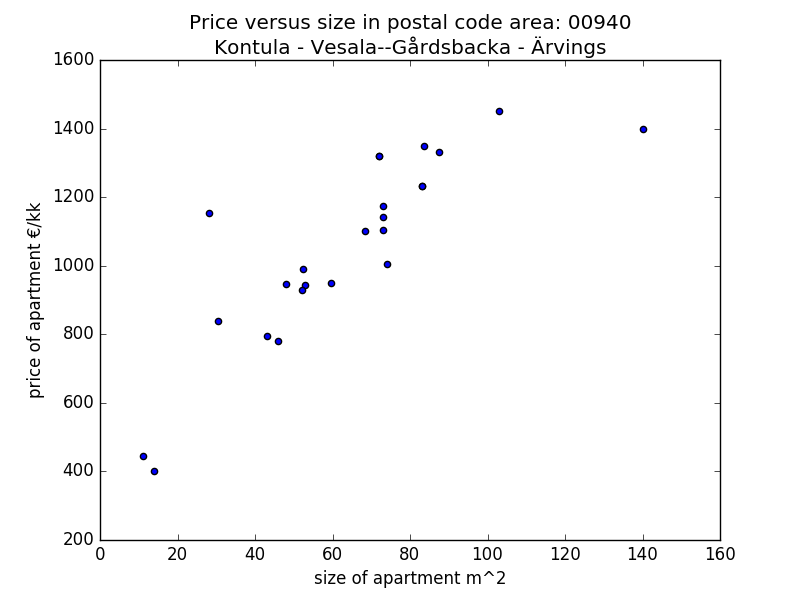 Price versus size in postal code area: 00940
Kontula - Vesala--Gårdsbacka - Ärvings
1600
1400
1200
1000
800
600
400
200
price of apartment €/kk
0 20 40 60 80 100 120 140 160
size of apartment m^2